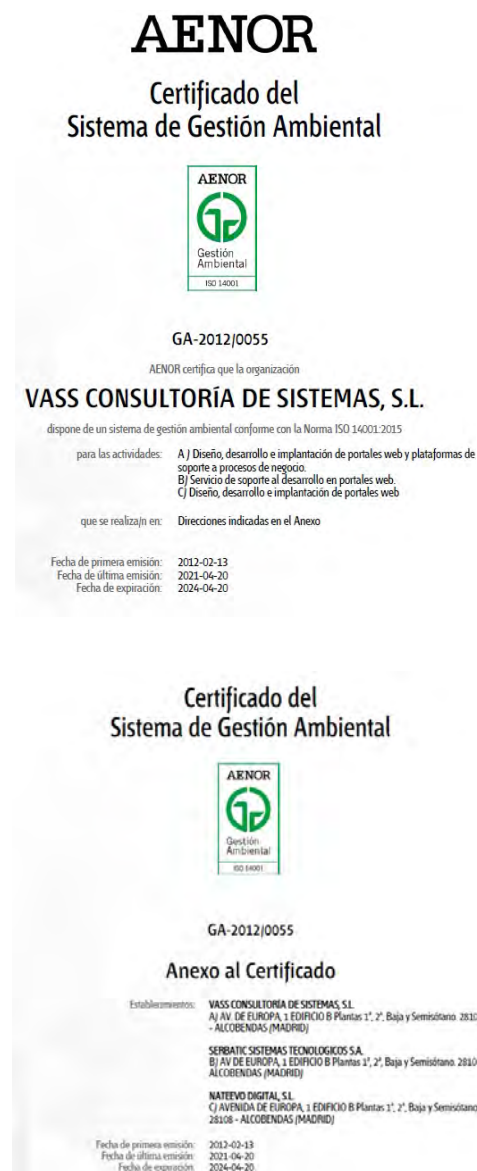 AENOR
Certificado del
Sistema de Gestión Ambiental
AENOR
Gestión
Ambiental
ISO 14001
GA-2012/0055
AENOR certifica que la organización
VASS CONSULTORÍA DE SISTEMAS, S.L.
dispone de un sistema de gestión ambiental conforme con la Norma ISO 14001:2015
para las actividades: A ) Diseño, desarrollo e implantación de portales web y plataformas de
soporte a procesos de negocio.
B) Servicio de soporte al desarrollo en portales web.
C) Diseño, desarrollo e implantación de portales web
que se realiza/n en: Direcciones indicadas en el Anexo
Fecha de primera emisión: 2012-02-13
Fecha de última emisión: 2021-04-20
Fecha de expiración: 2024-04-20
Certificado del
Sistema de Gestión Ambiental
AENOR
Gestión
Ambiental
ISO 14001
GA-2012/0055
Anexo al Certificado
Establecimientos: VASS CONSULTORÍA DE SISTEMAS, S.L.
A) AV. DE EUROPA, 1 EDIFICIO B Plantas 1ª, 2ª, Baja y Semisótano. 2810
- ALCOBENDAS (MADRID)
SERBATIC SISTEMAS TECNOLOGICOS S.A.
B) AV DE EUROPA, 1 EDIFICIO B Plantas 1ª, 2ª, Baja y Semisótano. 2810
ALCOBENDAS (MADRID)
NATEEVO DIGITAL, S.L.
C) AVENIDA DE EUROPA, 1 EDIFICIO B Plantas 1ª, 2ª, Baja y Semisótano
28108 - ALCOBENDAS (MADRID)
Fecha de primera emisión: 2012-02-13
Fecha de última emisión: 2021-04-20
Fecha de expiración: 2024-04-20